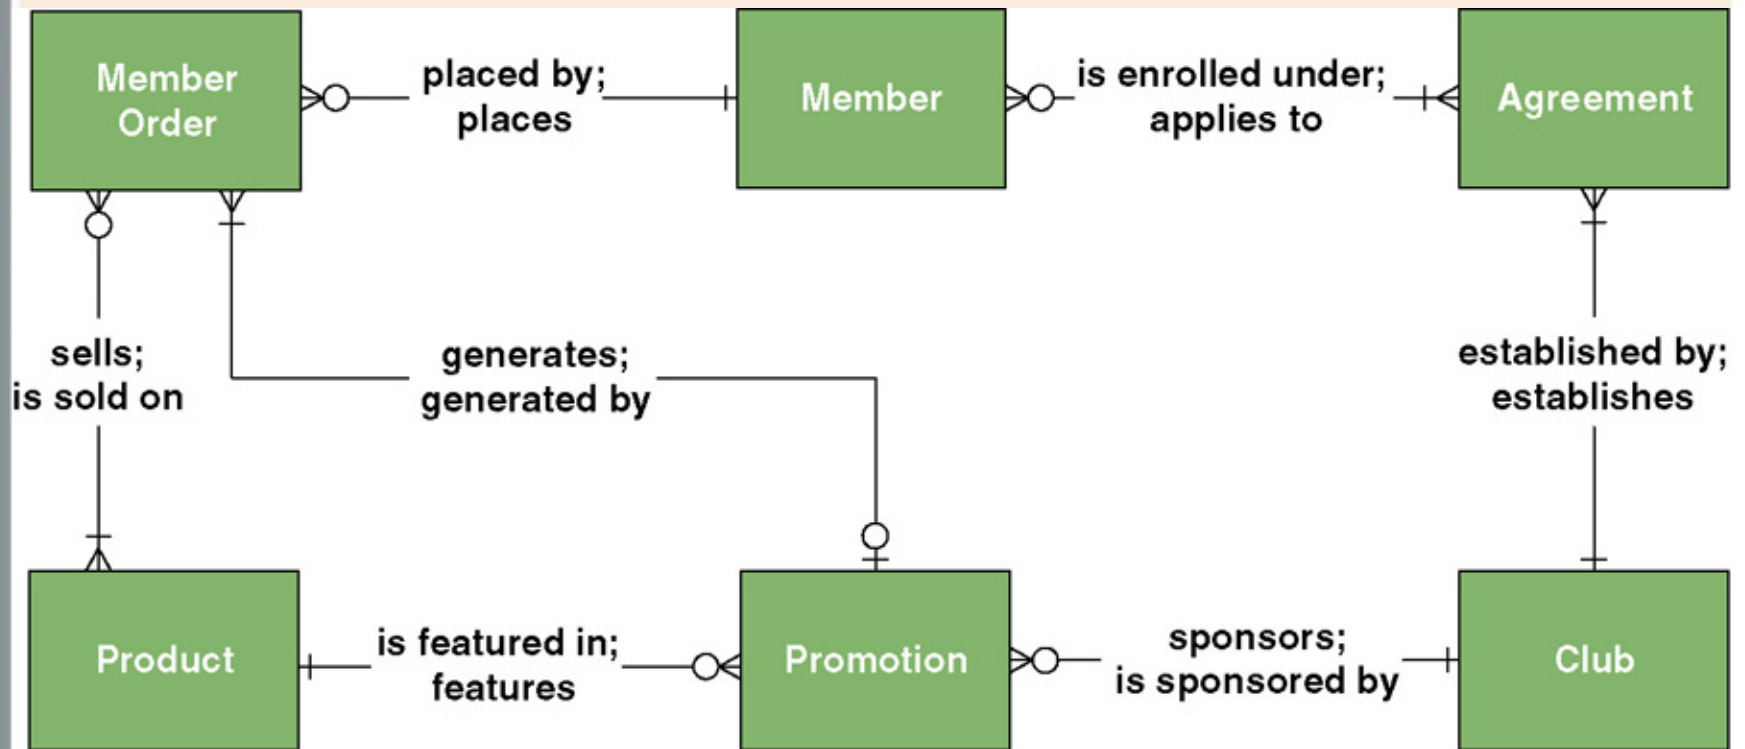 Member
Order
placed by;
places
Member
is enrolled under;
applies to
Agreement
sells;
is sold on
generates;
generated by
established by;
establishes
Product
is featured in;
features
Promotion
sponsors;
is sponsored by
Club